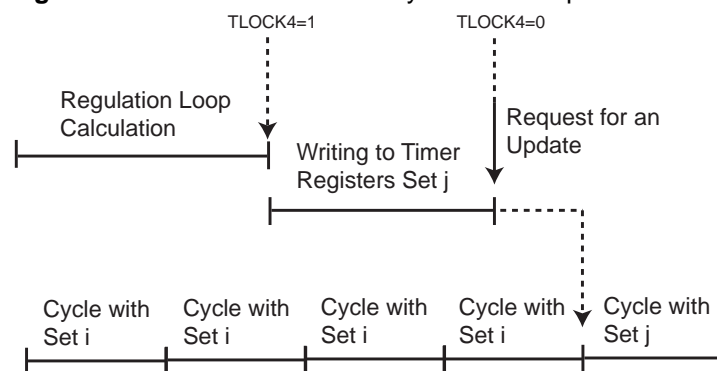 TLOCK4=1
TLOCK4=0
Regulation Loop
Calculation
Request for an
Update
Writing to Timer
Registers Set j
Cycle with
Set i
Cycle with
Set i
Cycle with
Set i
Cycle with
Set i
Cycle with
Set j